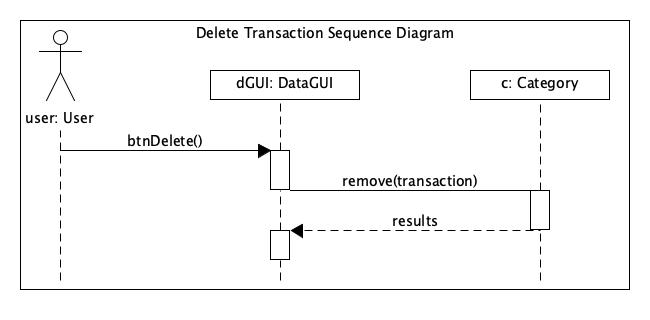 Delete Transaction Sequence Diagram
dGUI: DataGUI
c: Category
user: User
btnDelete()
remove(transaction)
results